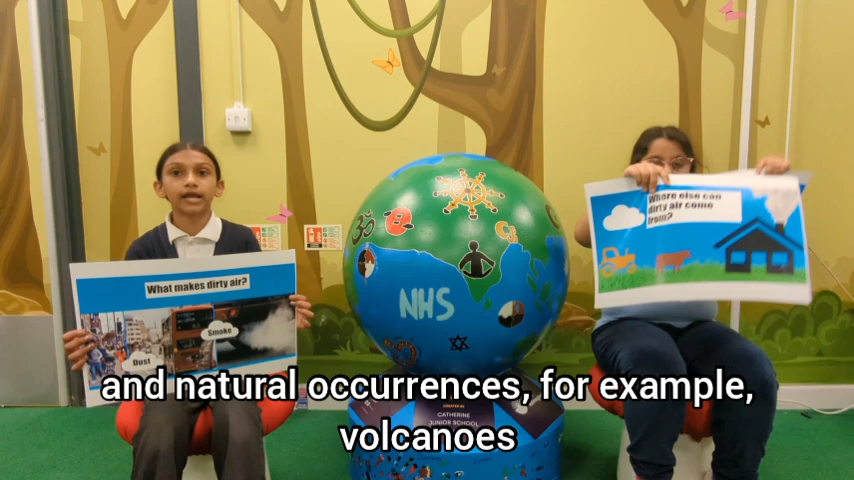 What makes dirty air?
Smoke
Dust
Where else can
dirty air come
from?
NHS
CATHERINE
JUNIOR SCHOOL
and natural occurrences, for example,
volcanoes